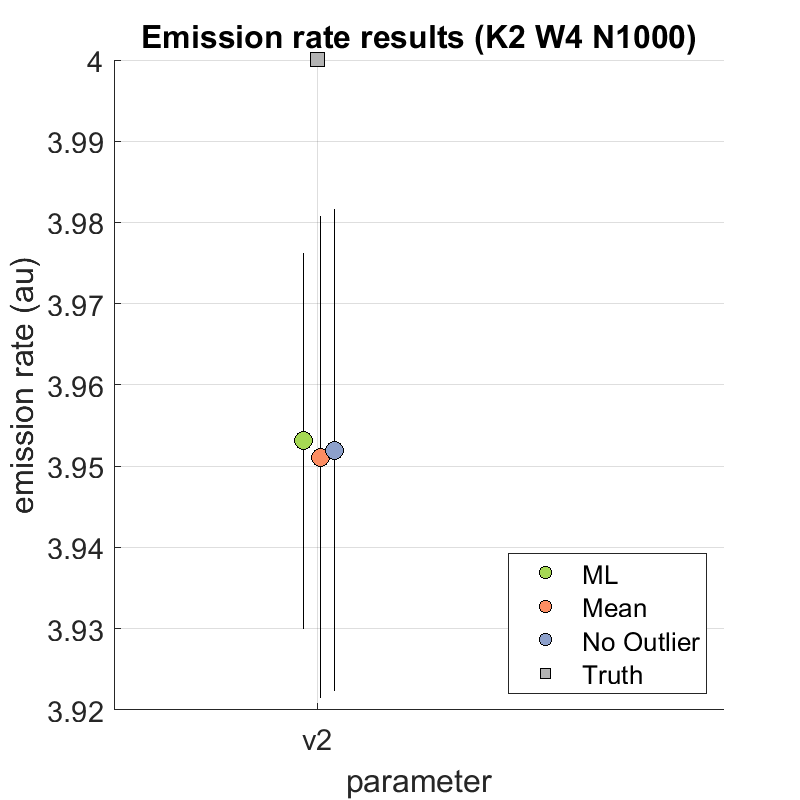 Emission rate results (K2 W4 N1000)
emission rate (au)
4
3.99
3.98
3.97
3.96
3.95
3.94
3.93
3.92
v2
parameter
ML
Mean
No Outlier
Truth